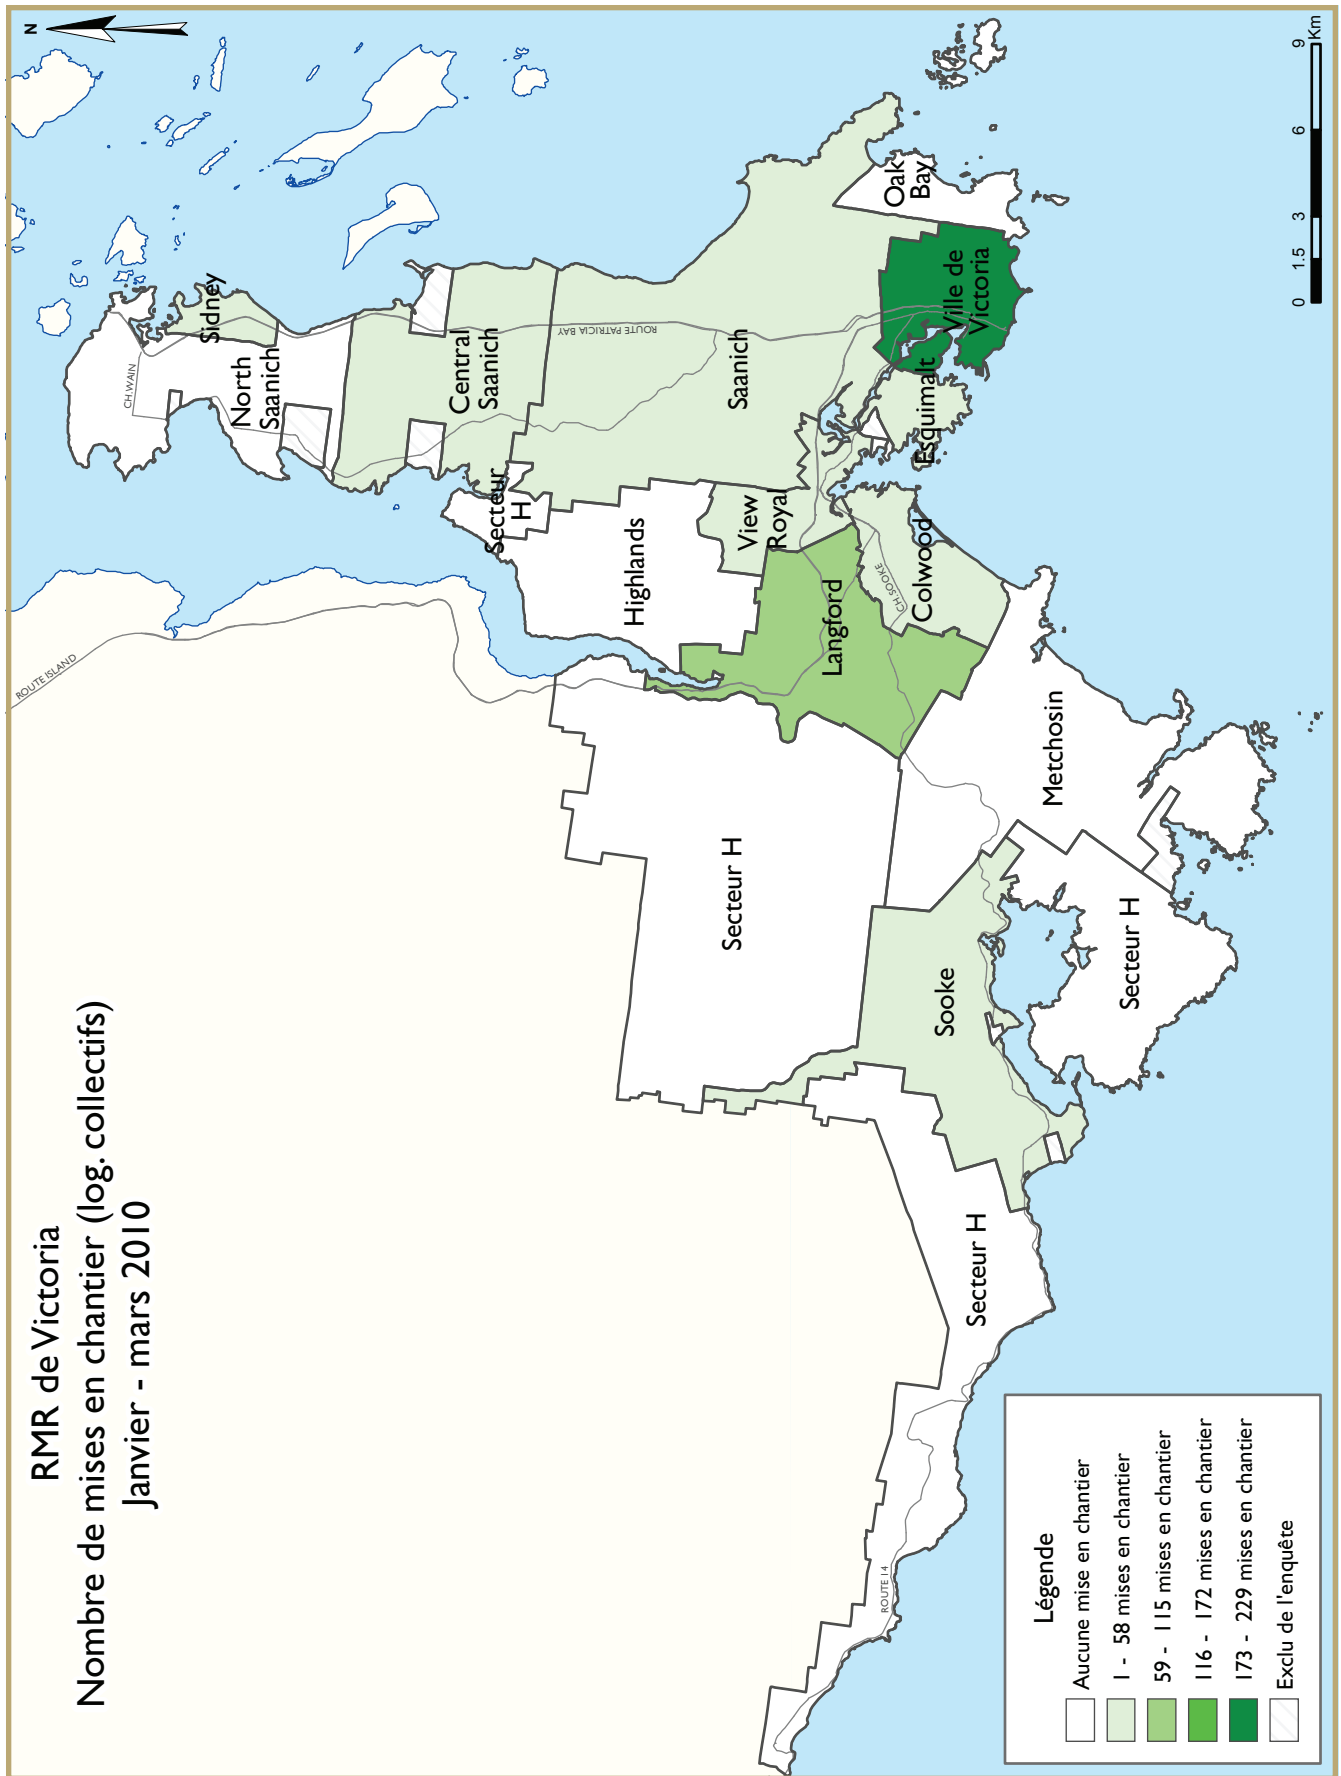 RMR de Victoria
Nombre de mises en chantier (log. collectifs)
Janvier - mars 2010
N
ROUTE ISLAND
CH.WAIN
Sidney
North
Saanich
Central
Saanich
ROUTE PATRICIA BAY
Saanich
Secteur
H
Highlands
View
Royal
Oak
Bay
Ville de
Victoria
Esquimalt
Langford
CH.SOOKE
Colwood
Metchosin
Secteur H
Sooke
Secteur H
Secteur H
ROUTE 14
Légende
Aucune mise en chantier
1 - 58 mises en chantier
59 - 115 mises en chantier
116 - 172 mises en chantier
173 - 229 mises en chantier
Exclu de l'enquête
0 1.5 3 6 9
Km